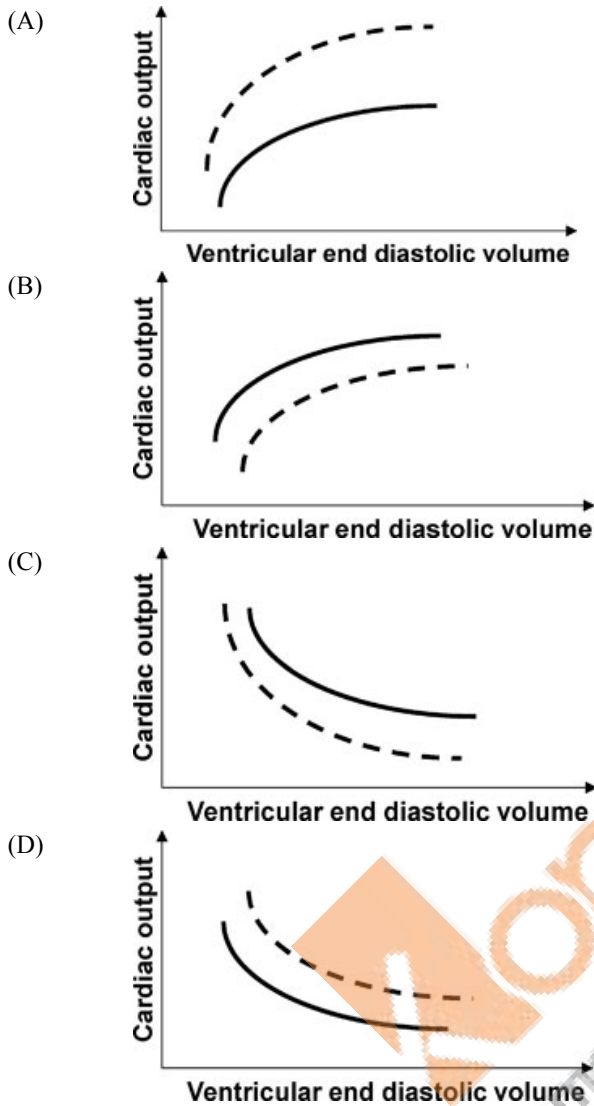 (A)
Cardiac output
Ventricular end diastolic volume
(B)
Cardiac output
Ventricular end diastolic volume
(C)
Cardiac output
Ventricular end diastolic volume
(D)
Cardiac output
Ventricular end diastolic volume